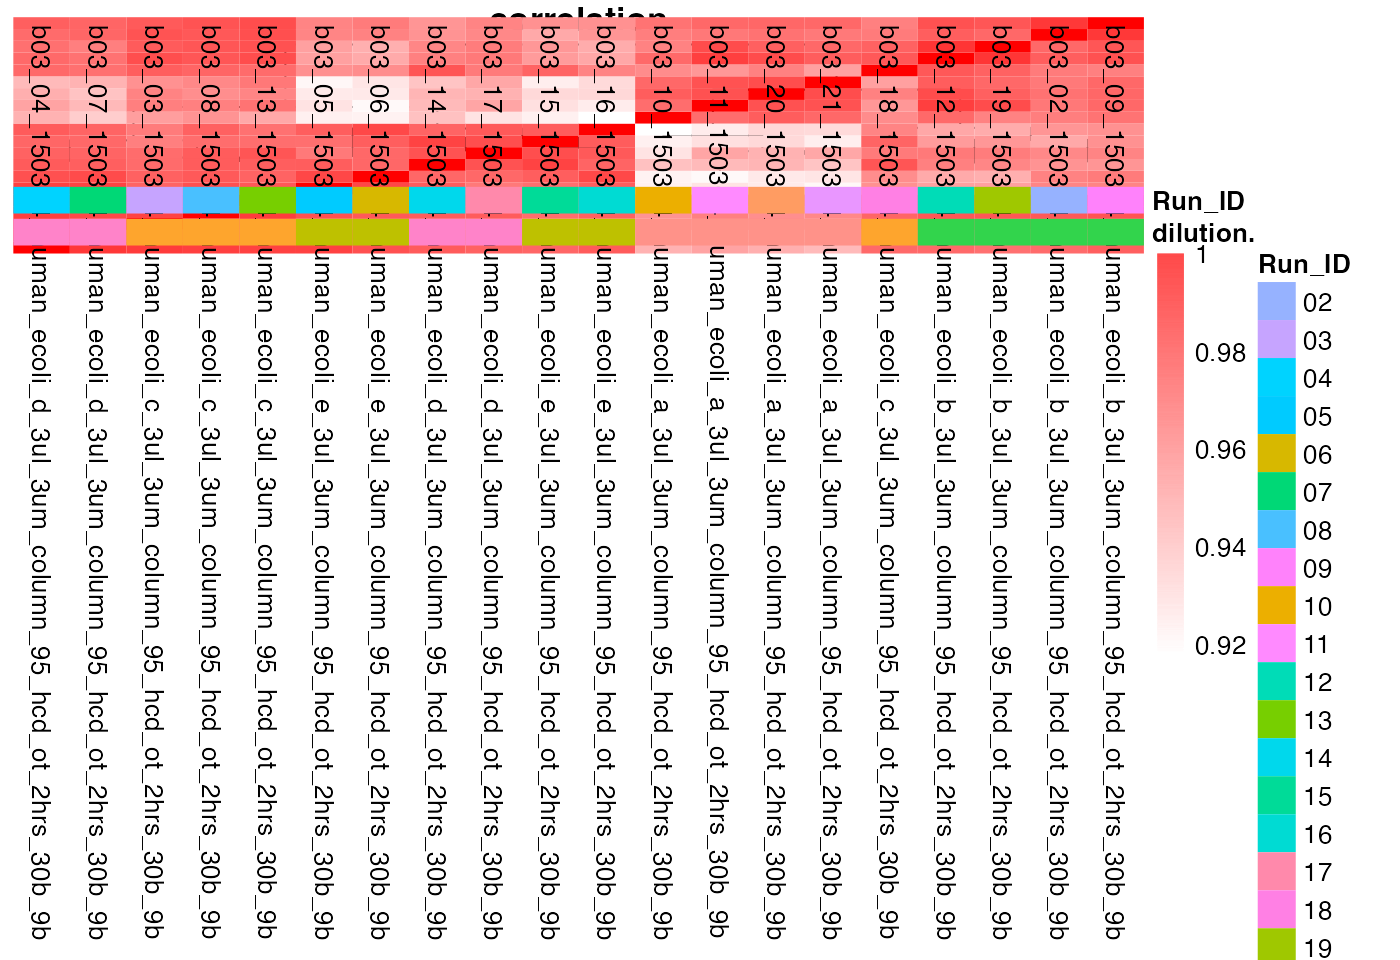 correlation
b03_04_1503 uman_ecoli_d_3ul_3um_column_95_hcd_ot_2hrs_30b_9b
b03_07_1503 uman_ecoli_d_3ul_3um_column_95_hcd_ot_2hrs_30b_9b
b03_03_1503 uman_ecoli_c_3ul_3um_column_95_hcd_ot_2hrs_30b_9b
b03_08_1503 uman_ecoli_c_3ul_3um_column_95_hcd_ot_2hrs_30b_9b
b03_13_1503 uman_ecoli_c_3ul_3um_column_95_hcd_ot_2hrs_30b_9b
b03_05_1503 uman_ecoli_e_3ul_3um_column_95_hcd_ot_2hrs_30b_9b
b03_06_1503 uman_ecoli_e_3ul_3um_column_95_hcd_ot_2hrs_30b_9b
b03_14_1503 uman_ecoli_d_3ul_3um_column_95_hcd_ot_2hrs_30b_9b
b03_17_1503 uman_ecoli_d_3ul_3um_column_95_hcd_ot_2hrs_30b_9b
b03_15_1503 uman_ecoli_e_3ul_3um_column_95_hcd_ot_2hrs_30b_9b
b03_16_1503 uman_ecoli_e_3ul_3um_column_95_hcd_ot_2hrs_30b_9b
b03_10_1503 uman_ecoli_a_3ul_3um_column_95_hcd_ot_2hrs_30b_9b
b03_11_1503 uman_ecoli_a_3ul_3um_column_95_hcd_ot_2hrs_30b_9b
b03_20_1503 uman_ecoli_a_3ul_3um_column_95_hcd_ot_2hrs_30b_9b
b03_21_1503 uman_ecoli_a_3ul_3um_column_95_hcd_ot_2hrs_30b_9b
b03_18_1503 uman_ecoli_c_3ul_3um_column_95_hcd_ot_2hrs_30b_9b
b03_12_1503 uman_ecoli_b_3ul_3um_column_95_hcd_ot_2hrs_30b_9b
b03_19_1503 uman_ecoli_b_3ul_3um_column_95_hcd_ot_2hrs_30b_9b
b03_02_1503 uman_ecoli_b_3ul_3um_column_95_hcd_ot_2hrs_30b_9b
b03_09_1503 uman_ecoli_b_3ul_3um_column_95_hcd_ot_2hrs_30b_9b
Run_ID
dilution.
1
0.98
0.96
0.94
0.92
Run_ID
02
03
04
05
06
07
08
09
10
11
12
13
14
15
16
17
18
19